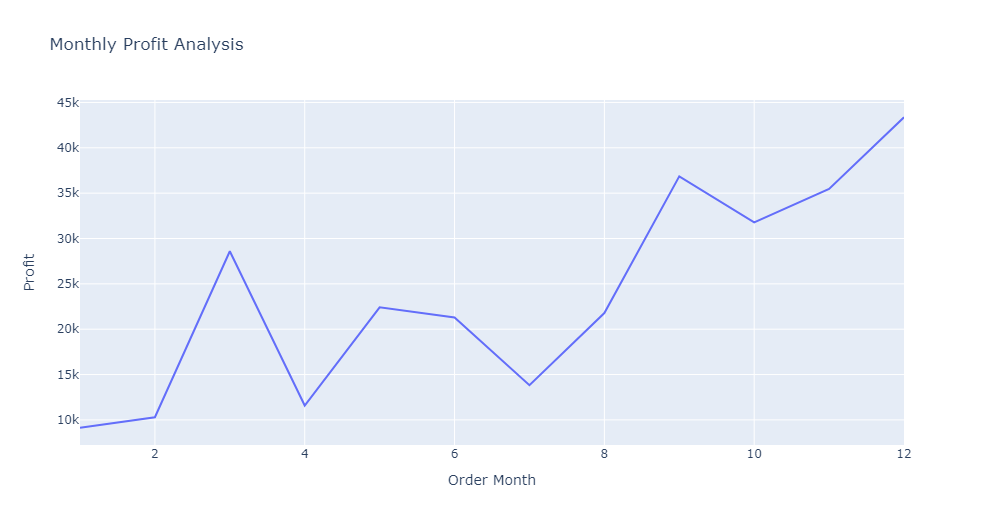 Monthly Profit Analysis
45k
40k
35k
30k
25k
20k
15k
10k
Profit
2 4 6 8 10 12
Order Month